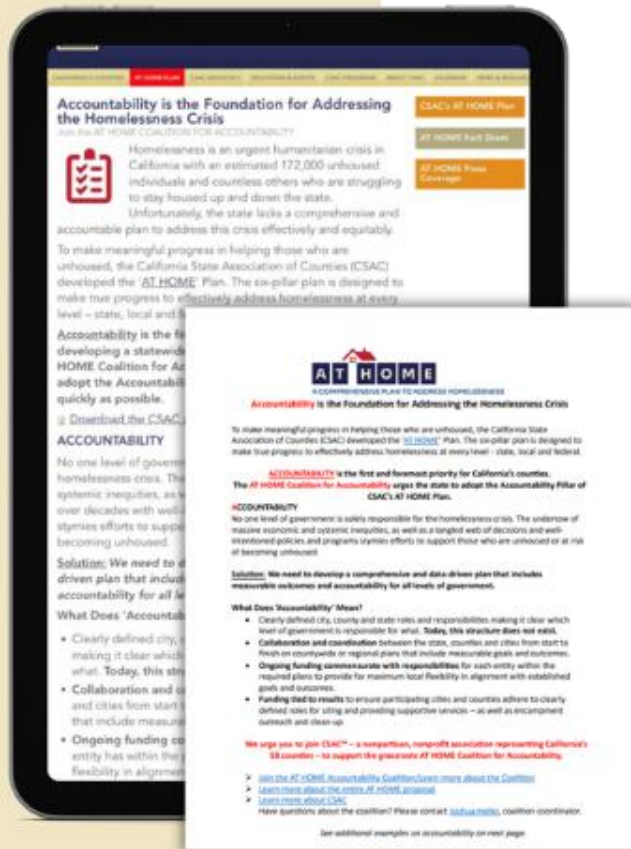 CALIFORNIA'S COUNTIES AT HOME PLAN CSAC ADVOCACY EDUCATION & EVENTS CSAC PROGRAMS ABOUT CSAC CALENDAR
Accountability is the Foundation for Addressing
the Homelessness Crisis
Join the AT HOME COALITION FOR ACCOUNTABILITY
Homelessness is an urgent humanitarian crisis in
California with an estimated 172,000 unhoused
individuals and countless others who are struggling
to stay housed up and down the state.
Unfortunately, the state lacks a comprehensive and
accountable plan to address this crisis effectively and equitably.
To make meaningful progress in helping those who are
unhoused, the California State Association of Counties (CSAC)
developed the 'AT HOME' Plan. The six-pillar plan is designed to
make true progress to effectively address homelessness at every
level – state, local and f
Accountability is the fi
developing a statewide
HOME Coalition for Ac
adopt the Accountabili
quickly as possible.
Download the CSAC
ACCOUNTABILITY
No one level of governm
homelessness crisis. The
systemic inequities, as w
over decades with well-
stymies efforts to suppo
becoming unhoused.
Solution: We need to d
driven plan that includ
accountability for all le
What Does 'Accountab
• Clearly defined city, c
making it clear which
what. Today, this stru
• Collaboration and co
and cities from start t
that include measura
• Ongoing funding co
entity has within the
flexibility in alignmen
CSAC's AT HOME Plan
AT HOME Fact Sheet
AT HOME Press
Coverage
AT HOME
A COMPREHENSIVE PLAN TO ADDRESS HOMELESSNESS
Accountability is the Foundation for Addressing the Homelessness Crisis
To make meaningful progress in helping those who are unhoused, the California State
Association of Counties (CSAC) developed the 'AT HOME' Plan. The six-pillar plan is designed to
make true progress to effectively address homelessness at every level - state, local and federal.
ACCOUNTABILITY is the first and foremost priority for California's counties.
The AT HOME Coalition for Accountability urges the state to adopt the Accountability Pillar of
CSAC's AT HOME Plan.
ACCOUNTABILITY
No one level of government is solely responsible for the homelessness crisis. The undertow of
massive economic and systemic inequities, as well as a tangled web of decisions and well-
intentioned policies and programs stymies efforts to support those who are unhoused or at risk
of becoming unhoused.
Solution: We need to develop a comprehensive and data-driven plan that includes
measurable outcomes and accountability for all levels of government.
What Does 'Accountability' Mean?
• Clearly defined city, county and state roles and responsibilities making it clear which
level of government is responsible for what. Today, this structure does not exist.
• Collaboration and coordination between the state, counties and cities from start to
finish on countywide or regional plans that include measurable goals and outcomes.
• Ongoing funding commensurate with responsibilities for each entity within the
required plans to provide for maximum local flexibility in alignment with established
goals and outcomes.
• Funding tied to results to ensure participating cities and counties adhere to clearly
defined roles for siting and providing supportive services – as well as encampment
outreach and clean-up.
We urge you to join CSAC – a nonpartisan, nonprofit association representing California's
58 counties – to support the grassroots AT HOME Coalition for Accountability.
➢ Join the AT HOME Accountability Coalition/Learn more about the Coalition
➢ Learn more about the entire AT HOME proposal
➢ Learn more about CSAC
Have questions about the coalition? Please contact Joshua coalition coordinator.
See additional examples on accountability on next page.